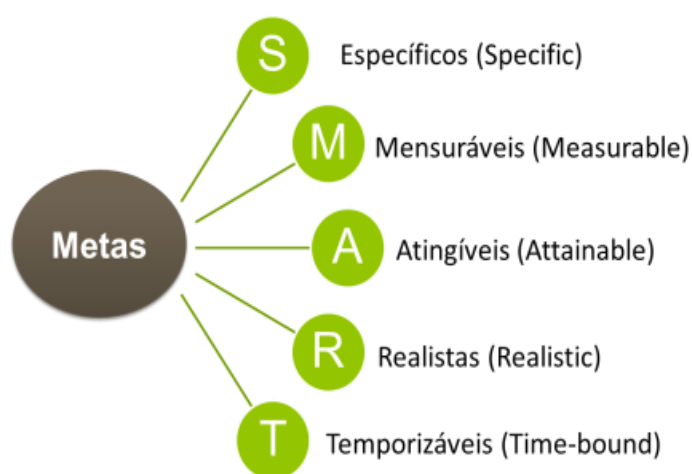 S Específicos (Specific)
M Mensuráveis (Measurable)
Metas
A Atingíveis (Attainable)
R Realistas (Realistic)
T Temporizáveis (Time-bound)